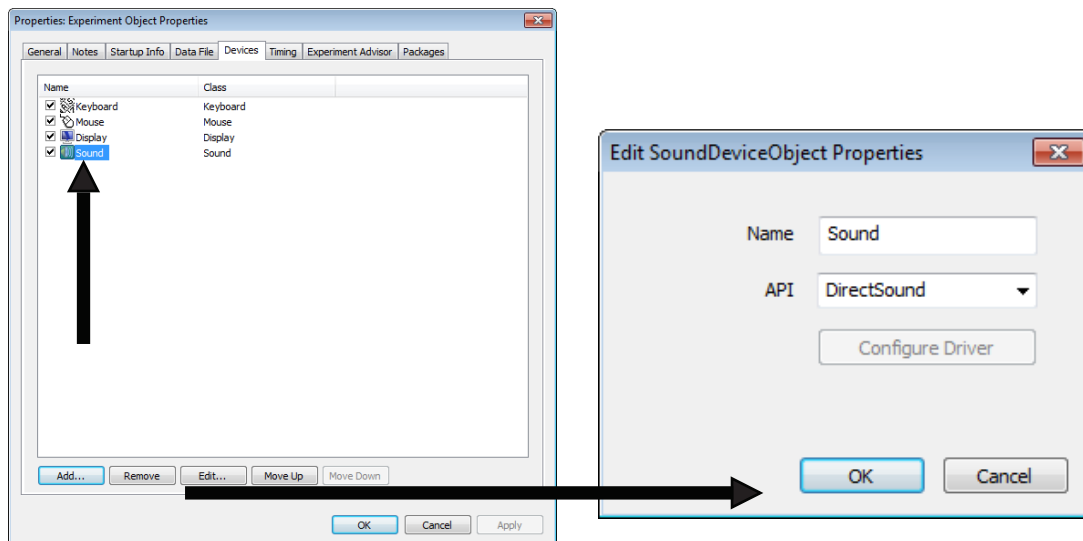 Properties: Experiment Object Properties
General Notes Startup Info Data File Devices Timing Experiment Advisor Packages
Name Class
Keyboard Keyboard
Mouse Mouse
Display Display
Sound Sound
Add... Remove Edit... Move Up Move Down
OK Cancel Apply
Edit SoundDeviceObject Properties
Name Sound
API DirectSound
Configure Driver
OK Cancel